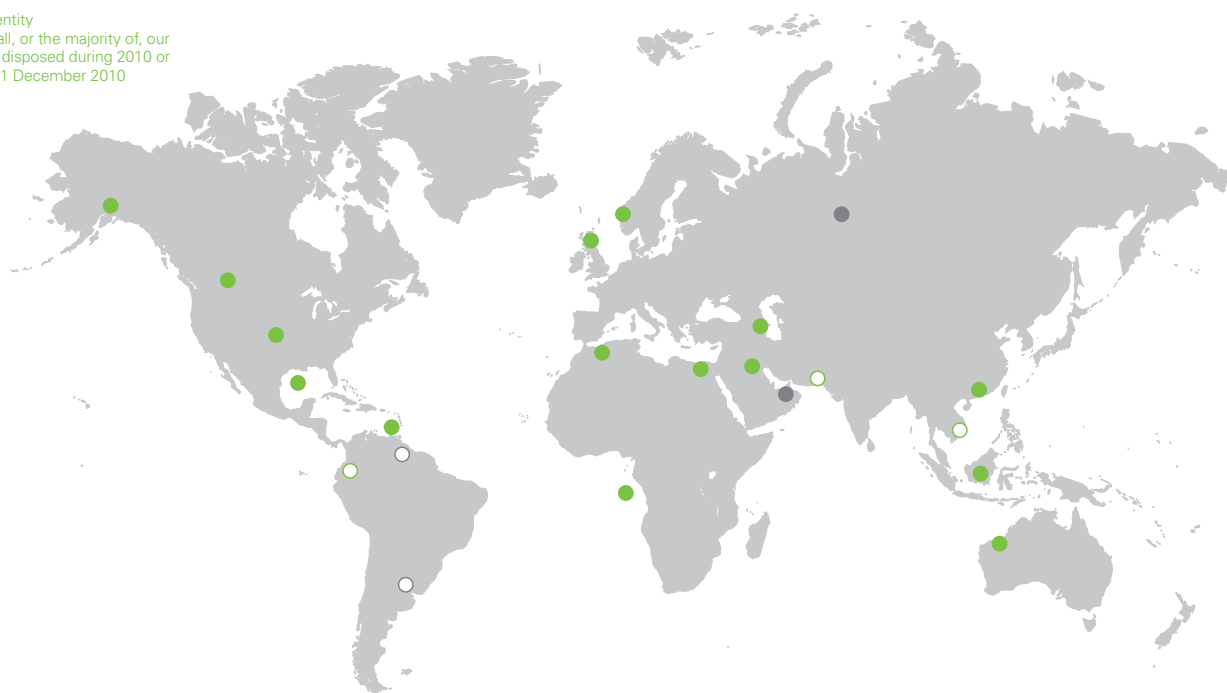 entity
all, or the majority of, our
disposed during 2010 or
1 December 2010